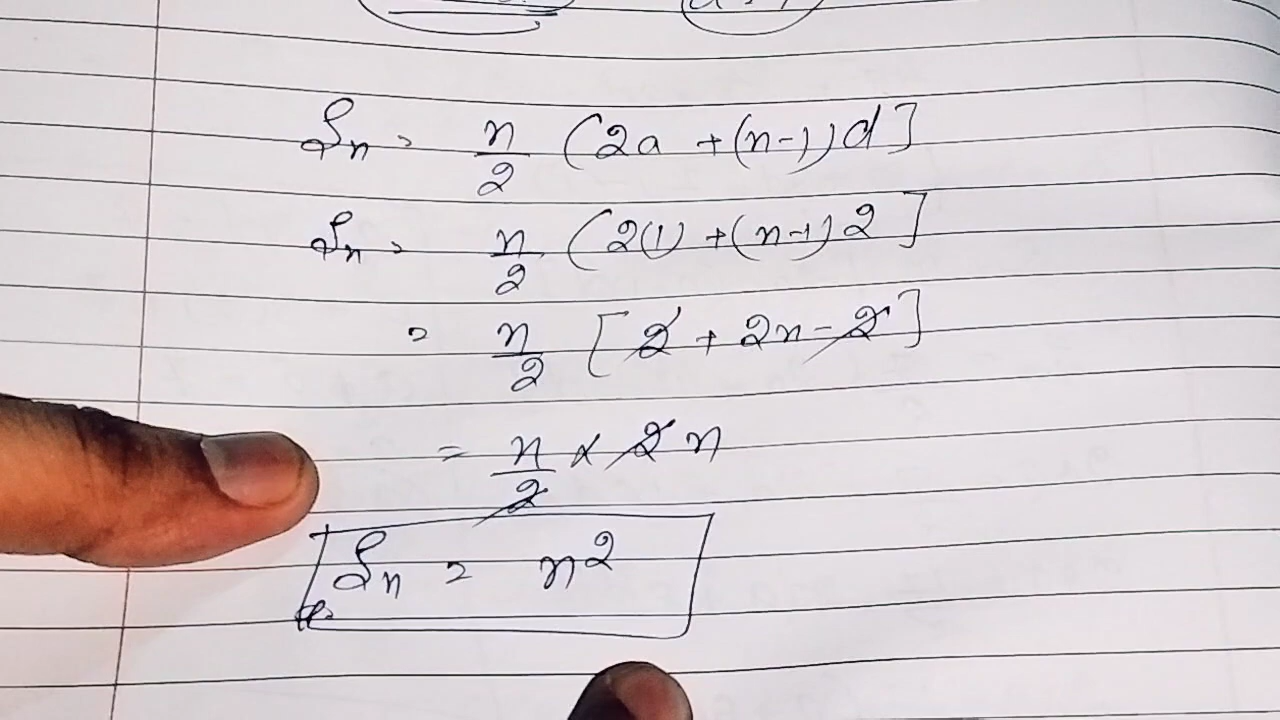 Sn = n/2 (2a + (n-1)d]
Sn = n/2 (2(1) + (n-1)2]
= n/2 [2 + 2n - 2]
= n/2 × 2n
Sn = n²